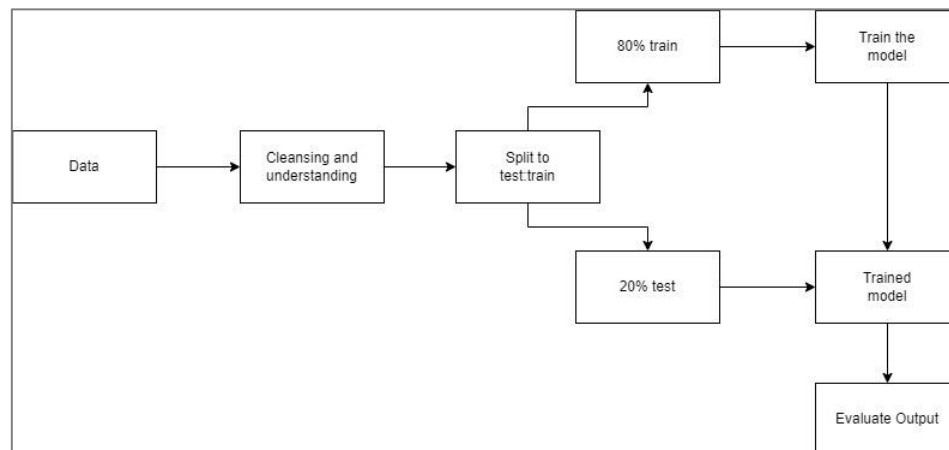 80% train
Train the
model
Data
Cleansing and
understanding
Split to
test:train
20% test
Trained
model
Evaluate Output